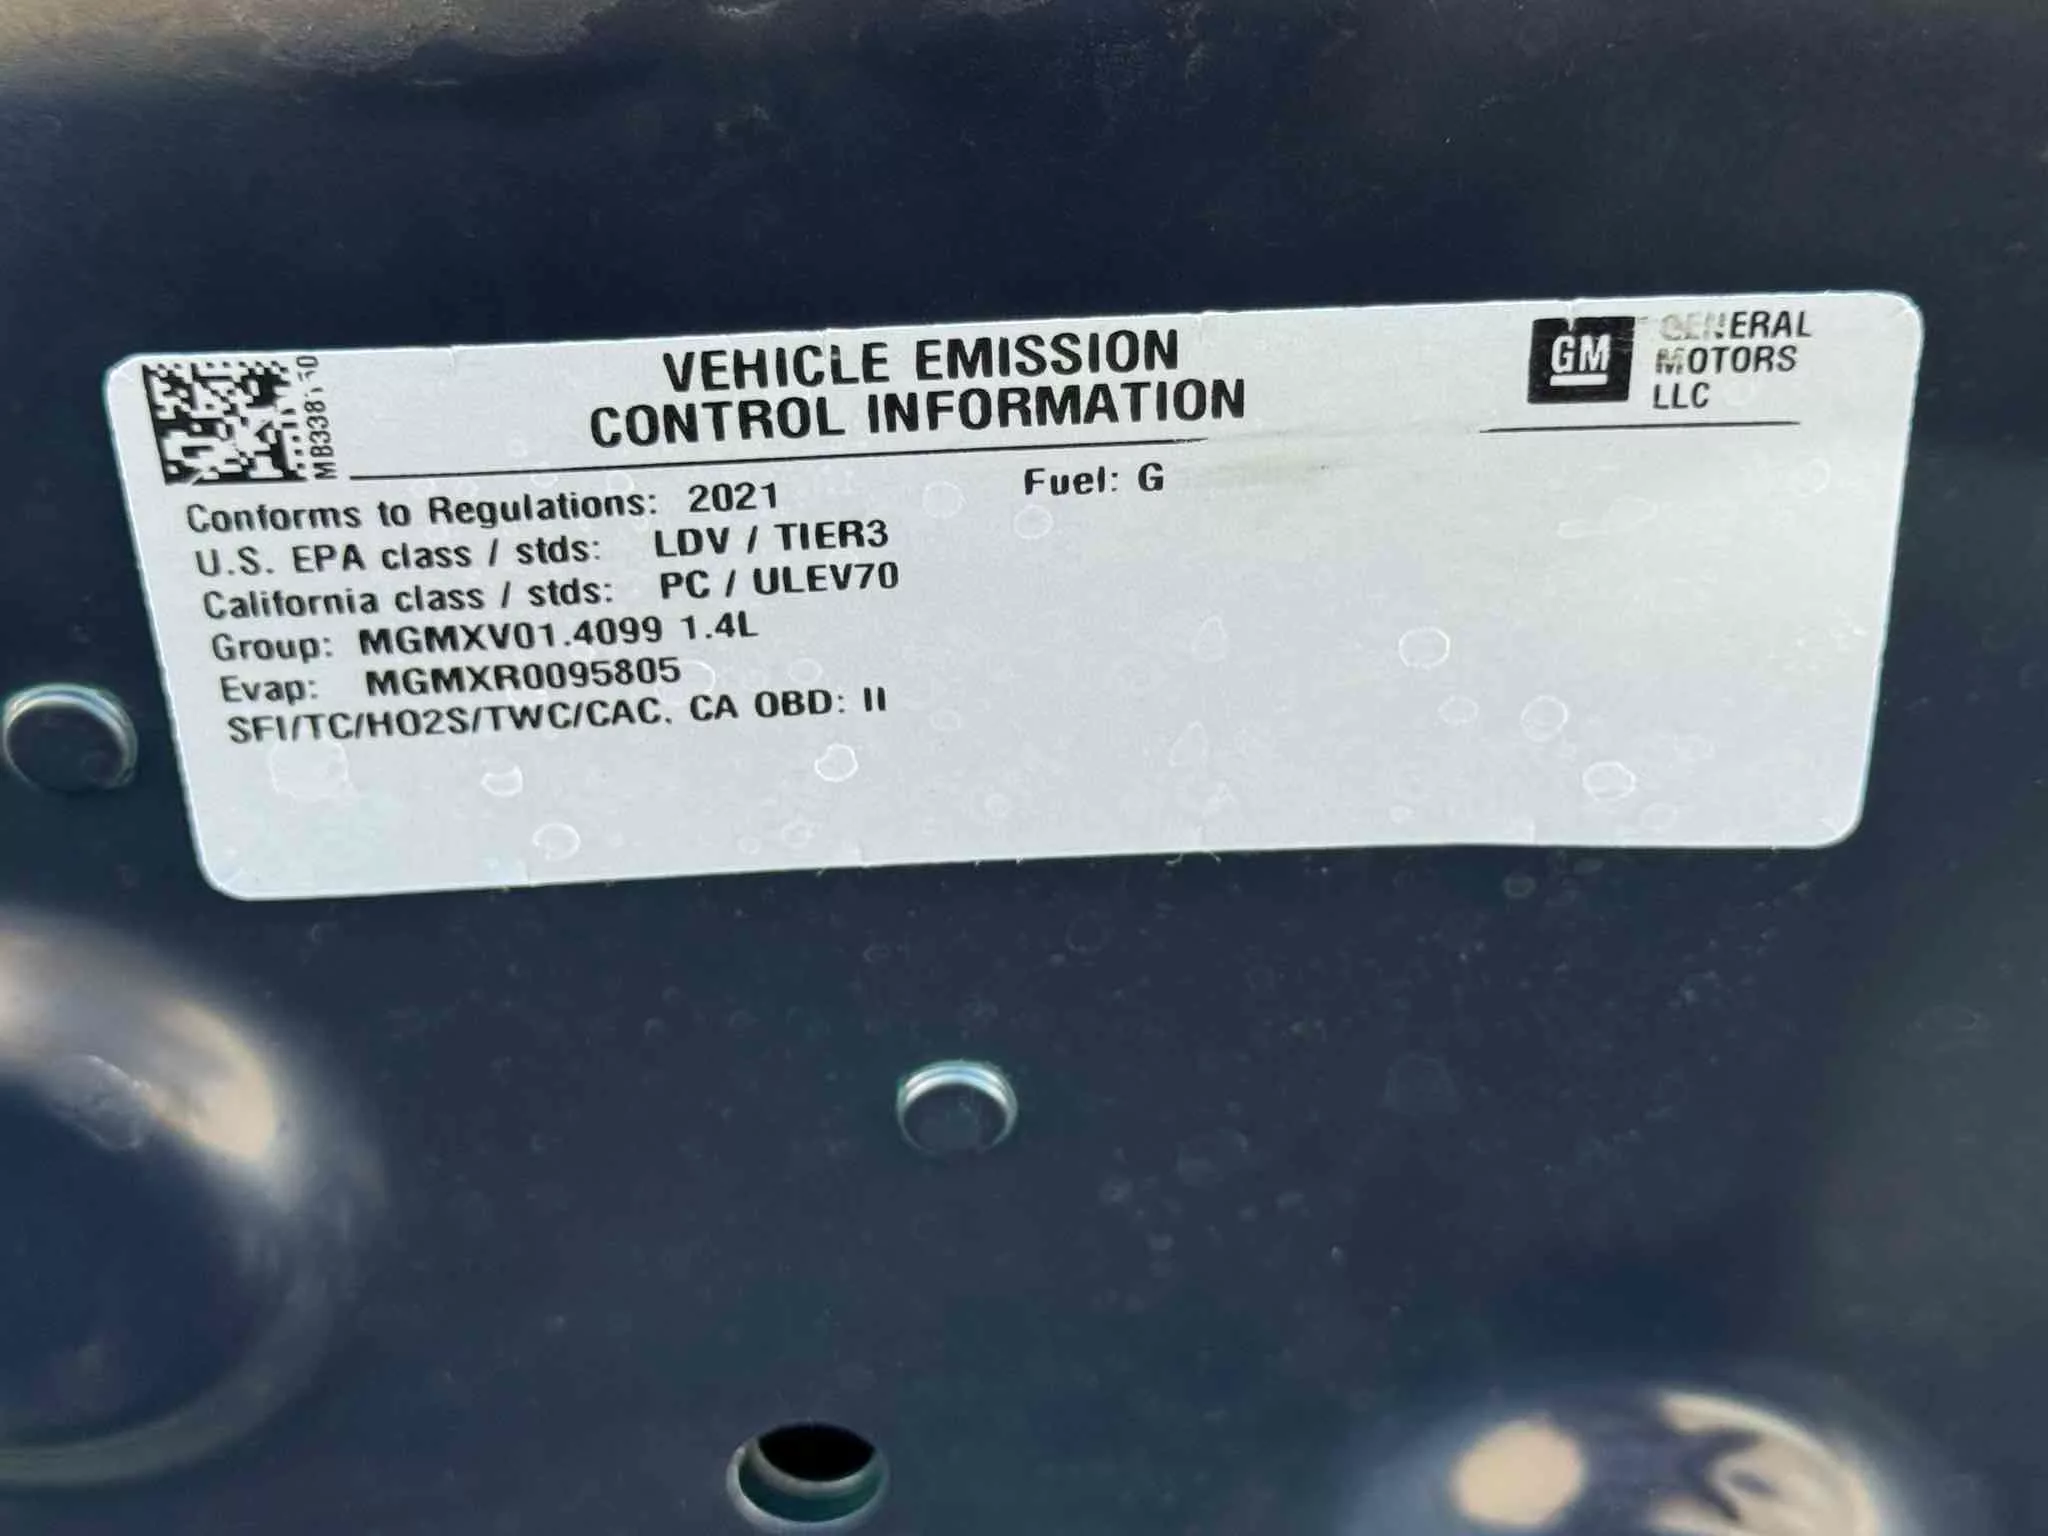 VEHICLE EMISSION
CONTROL INFORMATION
GM
GENERAL
MOTORS
LLC
Conforms to Regulations: 2021 Fuel: G
U.S. EPA class / stds: LDV / TIER3
California class / stds: PC / ULEV70
Group: MGMXV01.4099 1.4L
Evap: MGMXR0095805
SFI/TC/HO2S/TWC/CAC. CA OBD: II